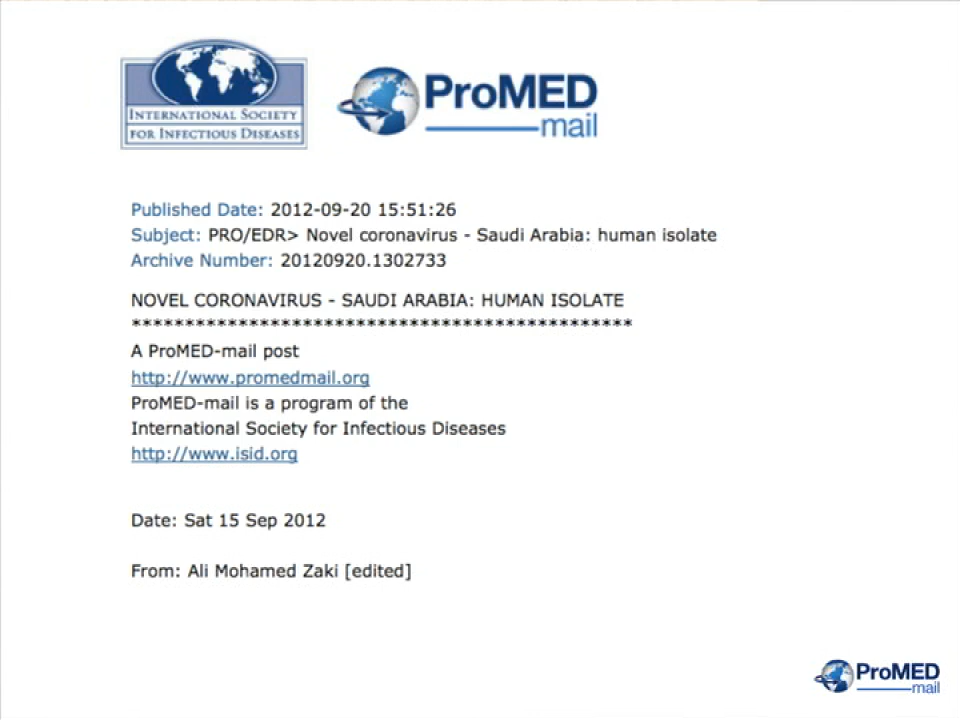 INTERNATIONAL SOCIETY
FOR INFECTIOUS DISEASES
ProMED
mail
Published Date: 2012-09-20 15:51:26
Subject: PRO/EDR> Novel coronavirus - Saudi Arabia: human isolate
Archive Number: 20120920.1302733
NOVEL CORONAVIRUS - SAUDI ARABIA: HUMAN ISOLATE
***********************************************
A ProMED-mail post
http://www.promedmail.org
ProMED-mail is a program of the
International Society for Infectious Diseases
http://www.isid.org
Date: Sat 15 Sep 2012
From: Ali Mohamed Zaki [edited]
ProMED
mail